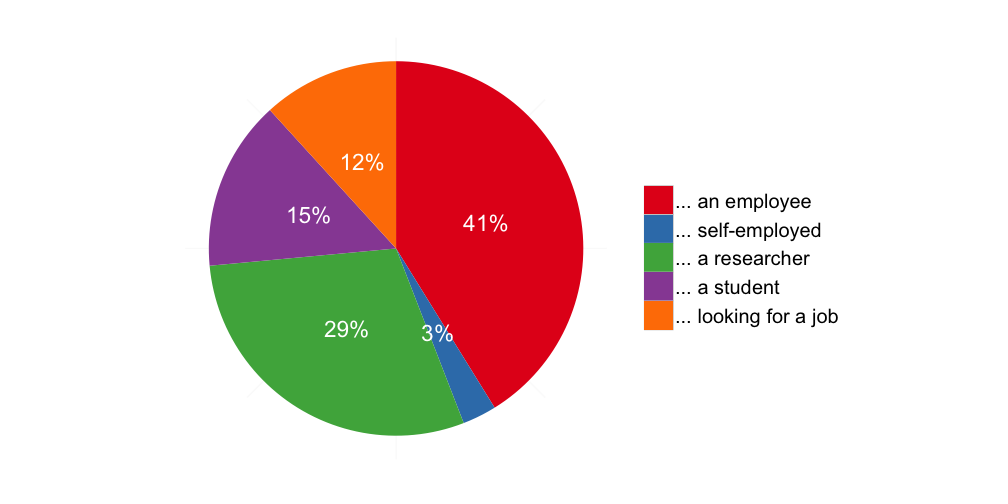 12%
15%
41%
29%
3%
... an employee
... self-employed
... a researcher
... a student
... looking for a job